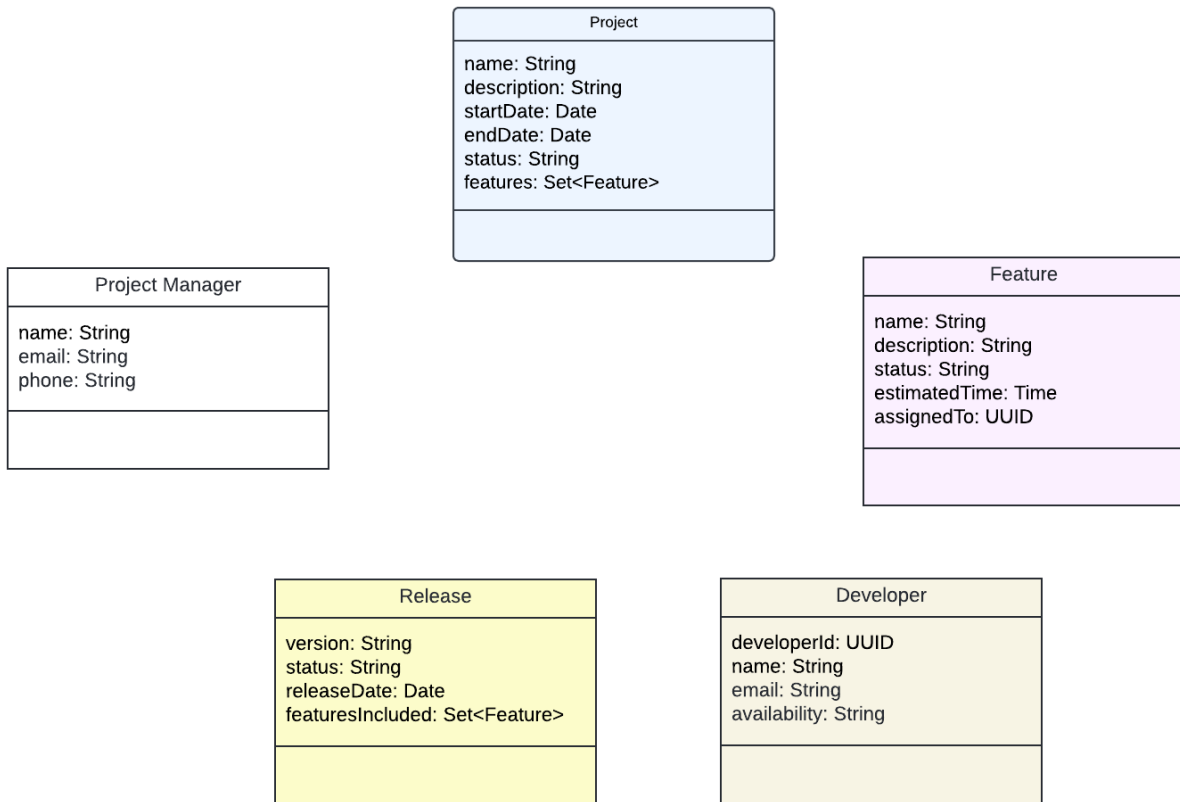 Project
name: String
description: String
startDate: Date
endDate: Date
status: String
features: Set<Feature>
Project Manager
name: String
email: String
phone: String
Feature
name: String
description: String
status: String
estimatedTime: Time
assignedTo: UUID
Release
version: String
status: String
releaseDate: Date
featuresIncluded: Set<Feature>
Developer
developerId: UUID
name: String
email: String
availability: String